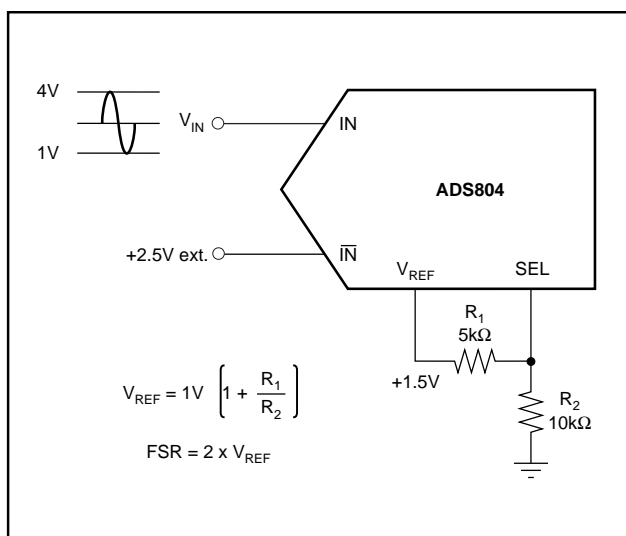 4V
1V
V_IN
IN
ADS804
+2.5V ext.
I̅N̅
V_REF
SEL
R_1
5kΩ
+1.5V
R_2
10kΩ
V_REF = 1V (1 + R_1/R_2)
FSR = 2 x V_REF